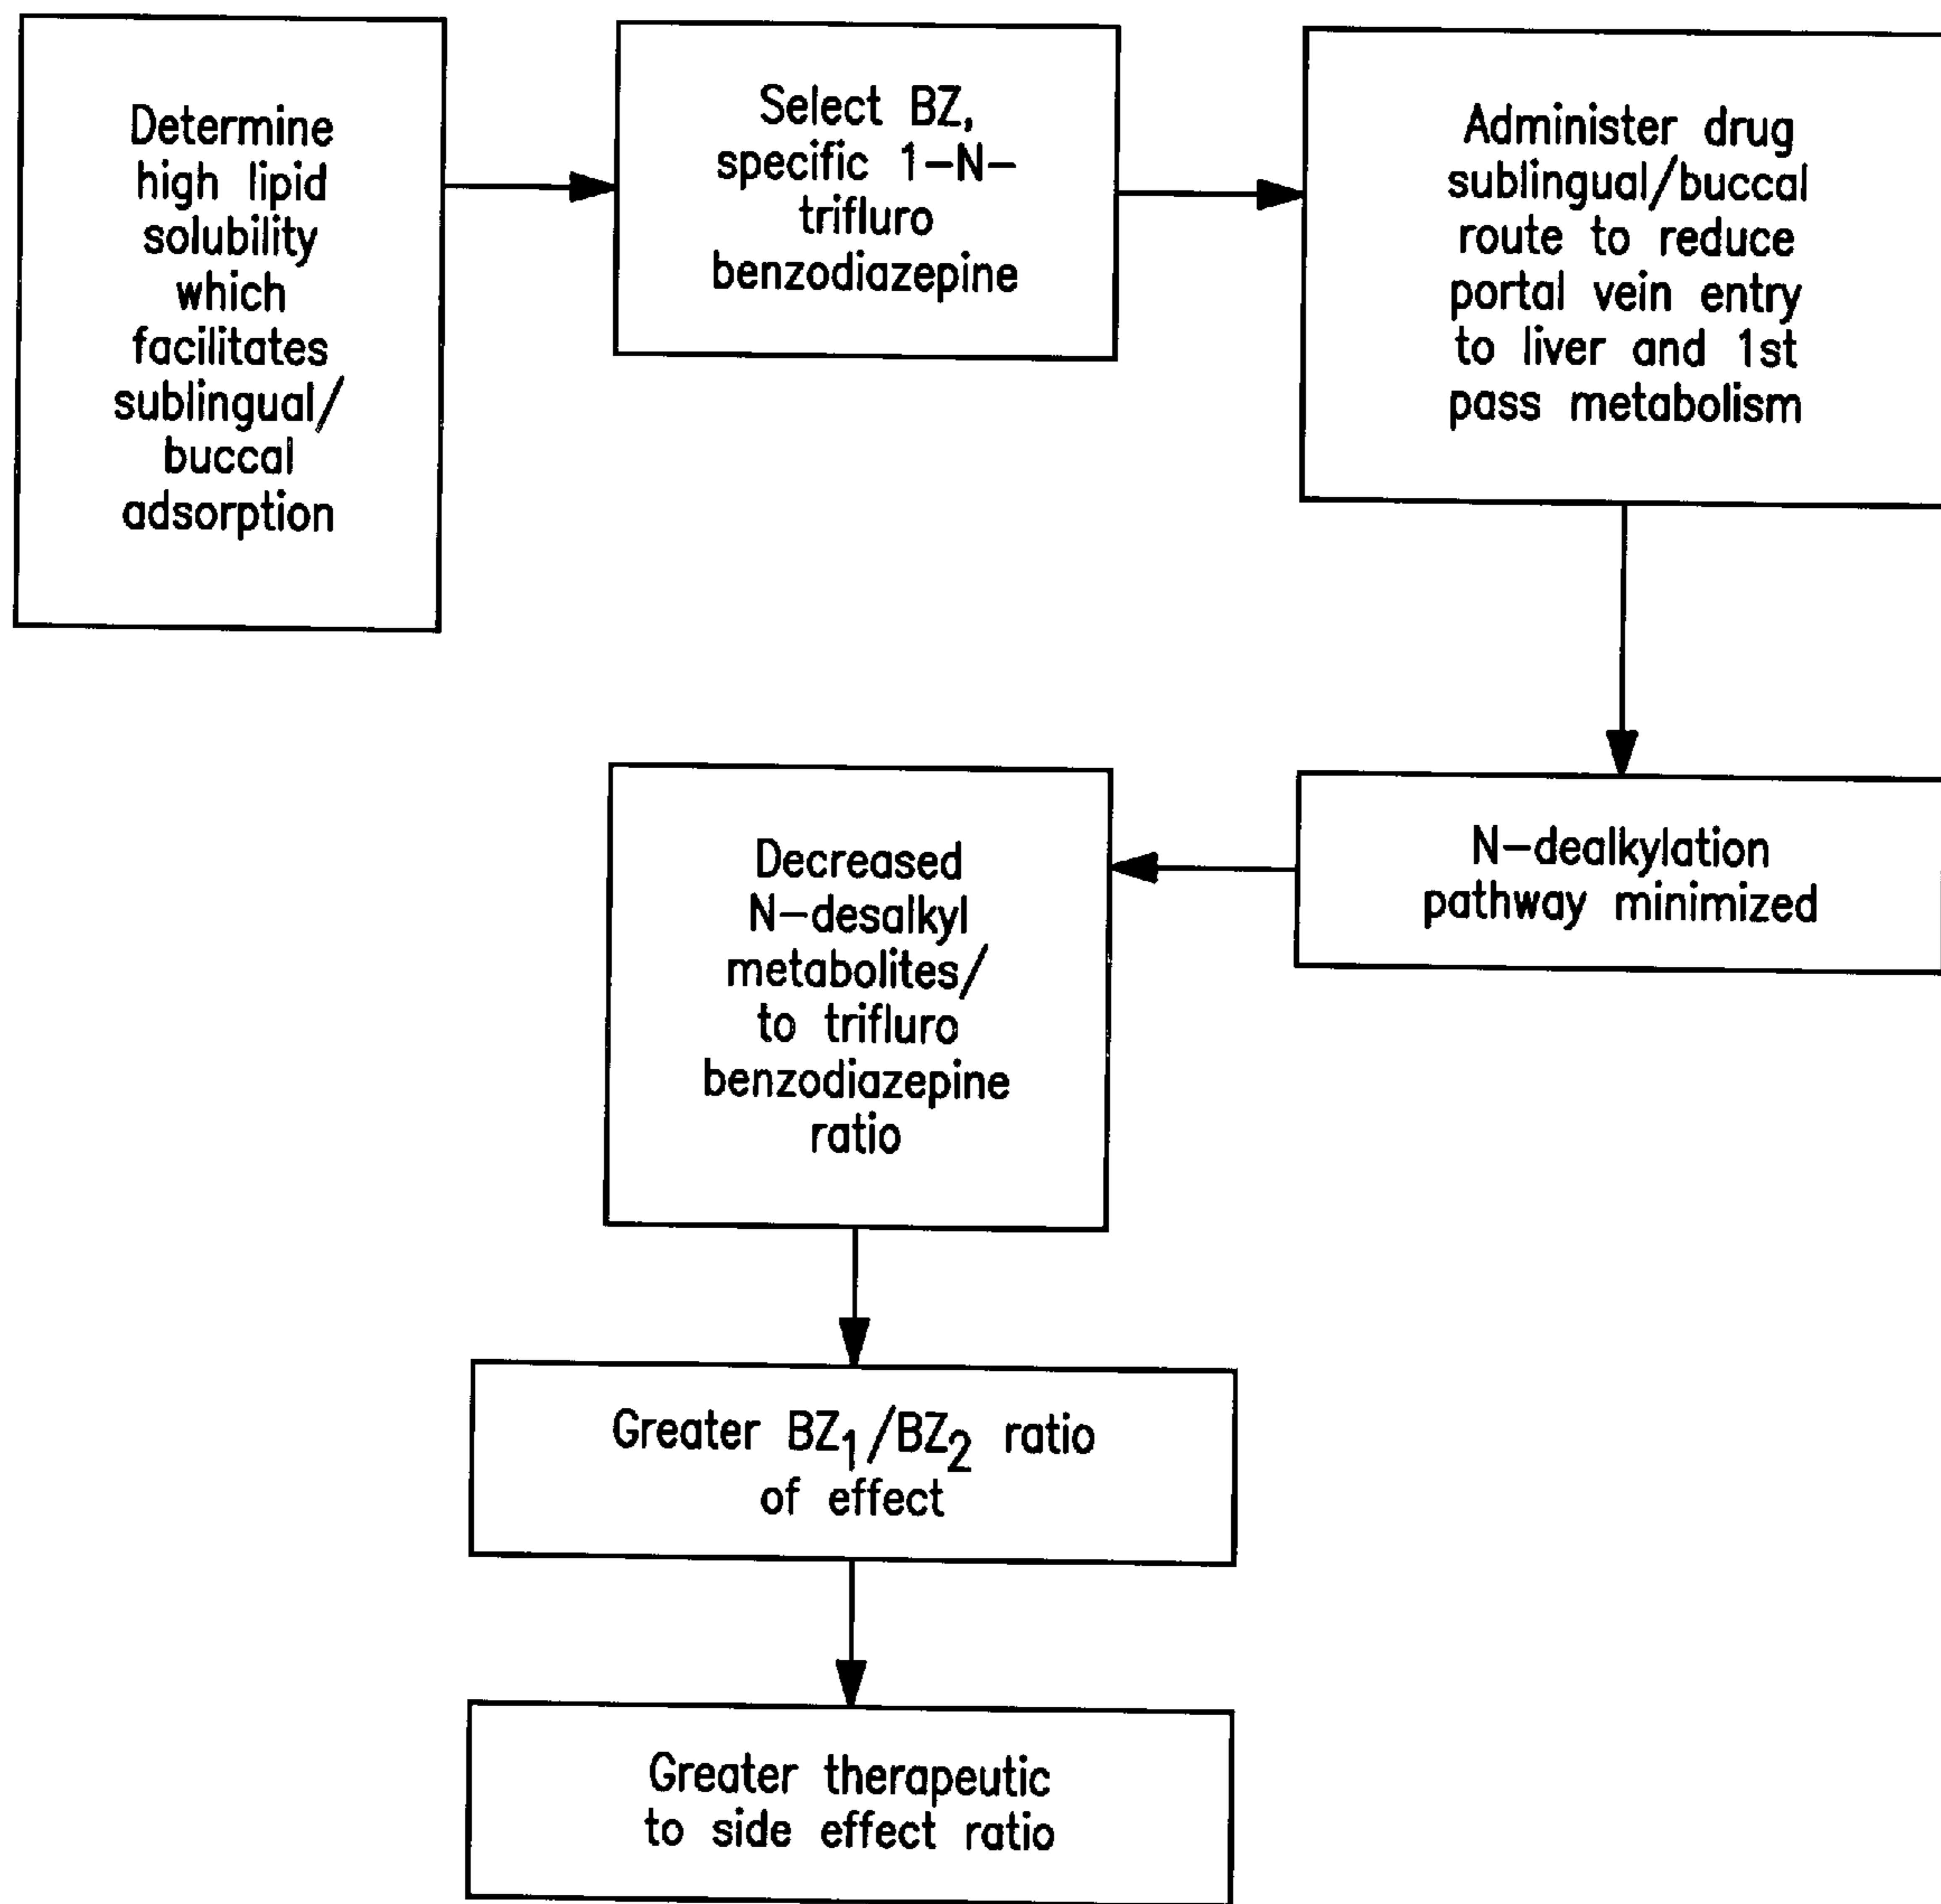 Determine
high lipid
solubility
which
facilitates
sublingual/
buccal
adsorption
Select BZ,
specific 1-N-
trifluro
benzodiazepine
Administer drug
sublingual/buccal
route to reduce
portal vein entry
to liver and 1st
pass metabolism
N-dealkylation
pathway minimized
Decreased
N-desalkyl
metabolites/
to trifluro
benzodiazepine
ratio
Greater BZ₁/BZ₂ ratio
of effect
Greater therapeutic
to side effect ratio